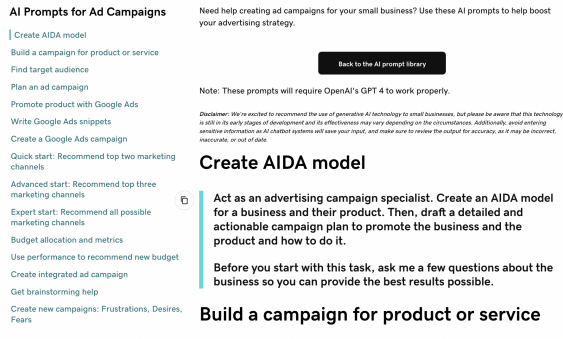 AI Prompts for Ad Campaigns
Create AIDA model
Build a campaign for product or service
Find target audience
Plan an ad campaign
Promote product with Google Ads
Write Google Ads snippets
Create a Google Ads campaign
Quick start: Recommend top two marketing
channels
Advanced start: Recommend top three
marketing channels
Expert start: Recommend all possible
marketing channels
Budget allocation and metrics
Use performance to recommend new budget
Create integrated ad campaign
Get brainstorming help
Create new campaigns: Frustrations, Desires,
Fears
Need help creating ad campaigns for your small business? Use these AI prompts to help boost
your advertising strategy.
Back to the AI prompt library
Note: These prompts will require OpenAI's GPT 4 to work properly.
Disclaimer: We're excited to recommend the use of generative AI technology to small businesses, but please be aware that this technology
is still in its early stages of development and its effectiveness may vary depending on the circumstances. Additionally, avoid entering
sensitive information as AI chatbot systems will save your input, and make sure to review the output for accuracy, as it may be incorrect,
inaccurate, or out of date.
Create AIDA model
Act as an advertising campaign specialist. Create an AIDA model
for a business and their product. Then, draft a detailed and
actionable campaign plan to promote the business and the
product and how to do it.
Before you start with this task, ask me a few questions about the
business so you can provide the best results possible.
Build a campaign for product or service